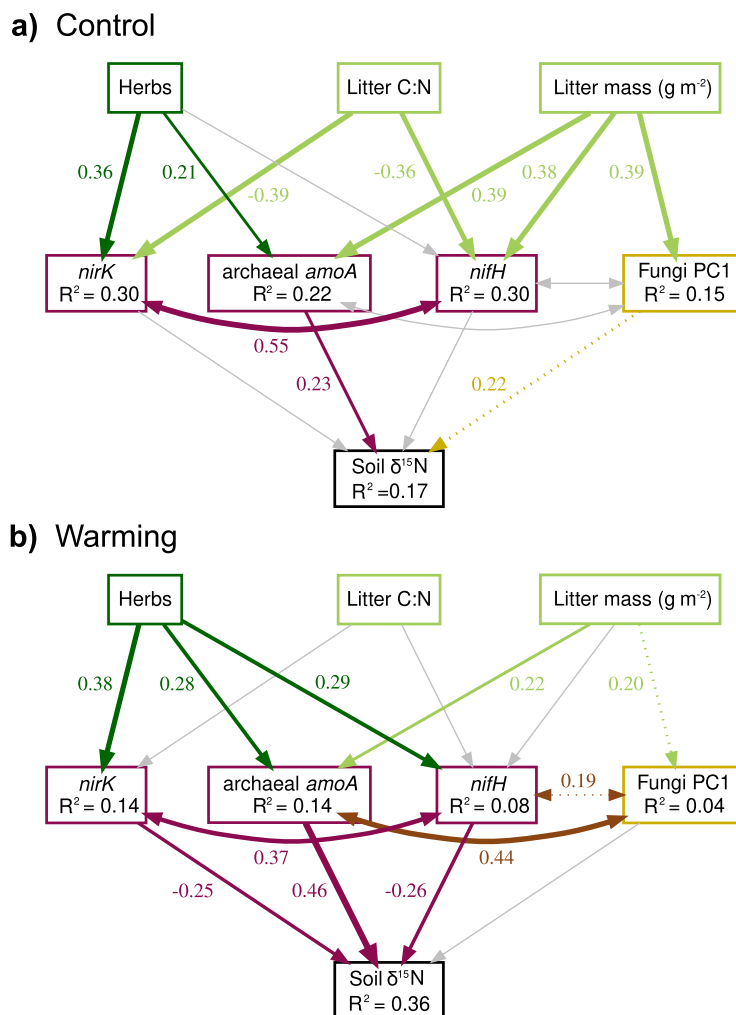 a) Control
Herbs
Litter C:N
Litter mass (g m⁻²)
0.36
0.21
-0.39
-0.36
0.39
0.38
0.39
nirK
R² = 0.30
archaeal amoA
R² = 0.22
nifH
R² = 0.30
Fungi PC1
R² = 0.15
0.55
0.23
0.22
Soil δ¹⁵N
R² =0.17
b) Warming
Herbs
Litter C:N
Litter mass (g m⁻²)
0.38
0.28
0.29
0.22
0.20
nirK
R² = 0.14
archaeal amoA
R² = 0.14
nifH
R² = 0.08
0.19
Fungi PC1
R² = 0.04
0.37
0.44
-0.25
0.46
-0.26
Soil δ¹⁵N
R² = 0.36